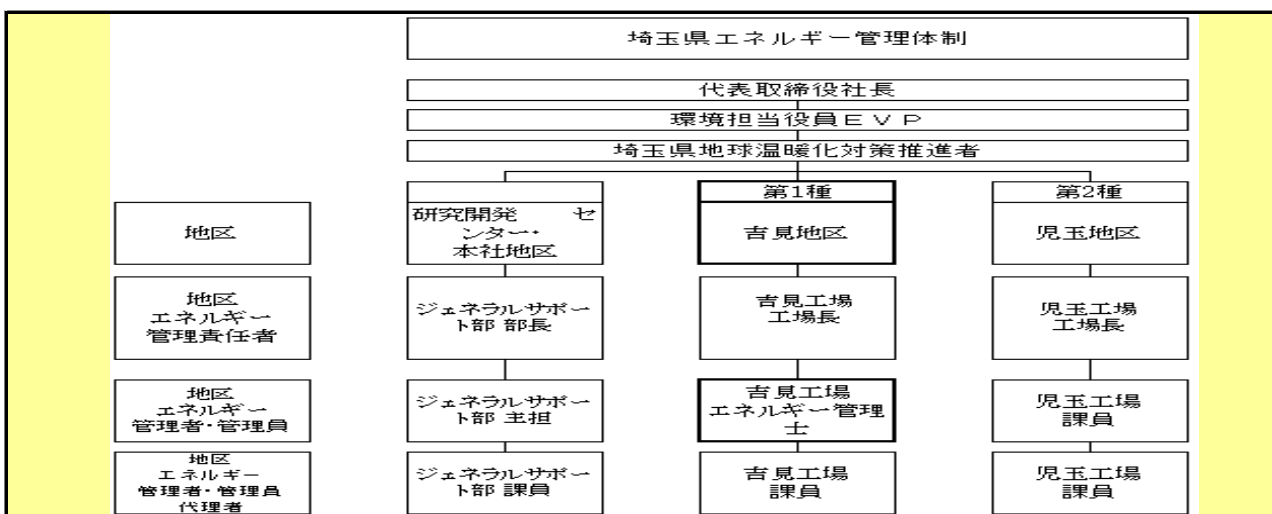 埼玉県エネルギー管理体制
代表取締役社長
環境担当役員EVP
埼玉県地球温暖化対策推進者
第1種
第2種
地区
研究開発 セ
ンター・
本社地区
吉見地区
児玉地区
地区
エネルギー
管理責任者
ジェネラルサポー
ト部 部長
吉見工場
工場長
児玉工場
工場長
地区
エネルギー
管理者・管理員
ジェネラルサポー
ト部 主担
吉見工場
エネルギー管理
士
児玉工場
課員
地区
エネルギー
管理者・管理員
代理者
ジェネラルサポー
ト部 課員
吉見工場
課員
児玉工場
課員